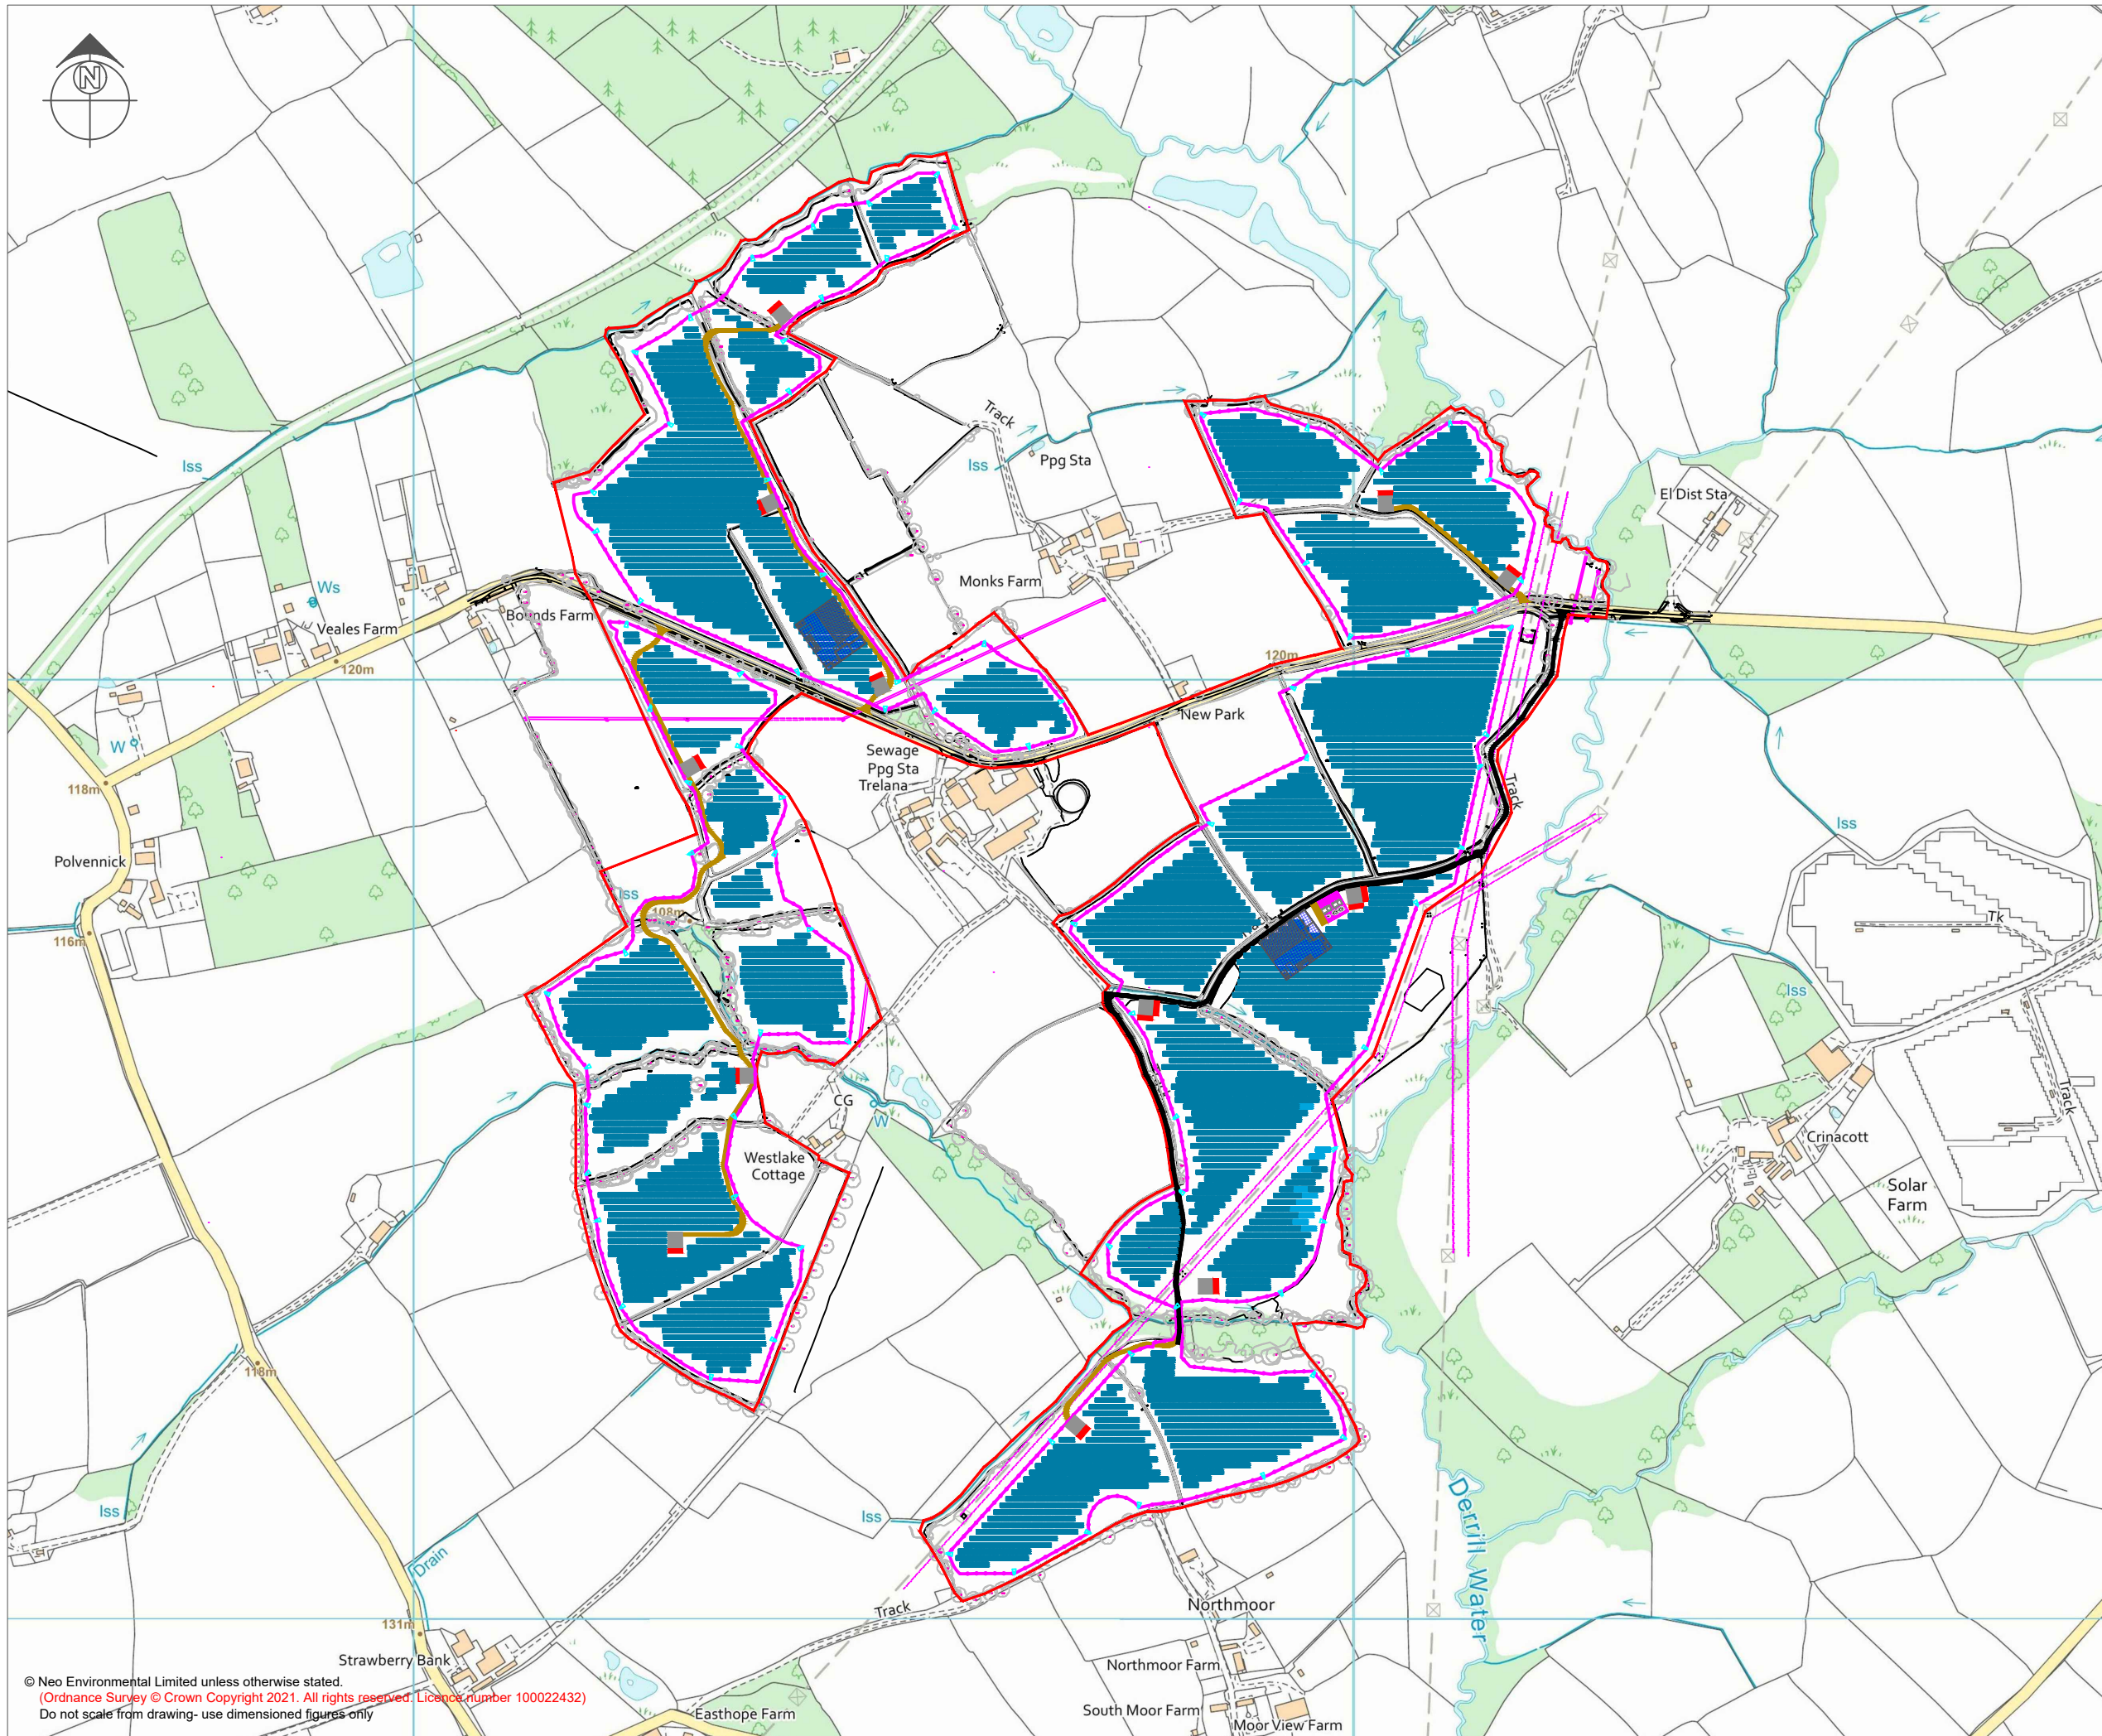 N
Track
Iss
Iss
Ppg Sta
El Dist Sta
Monks Farm
Ws
Bounds Farm
Veales Farm
120m
120m
New Park
W
Sewage
Ppg Sta
Trelana
118m
Track
Iss
Polvennick
Iss
108m
116m
Tk
Iss
CG
W
Track
Crinacott
Westlake
Cottage
Solar
Farm
118m
Iss
Iss
Drain
Derrill Water
Track
Northmoor
131m
Strawberry Bank
Northmoor Farm
© Neo Environmental Limited unless otherwise stated.
(Ordnance Survey © Crown Copyright 2021. All rights reserved. Licence number 100022432)
Do not scale from drawing- use dimensioned figures only
Easthope Farm
South Moor Farm
Moor View Farm